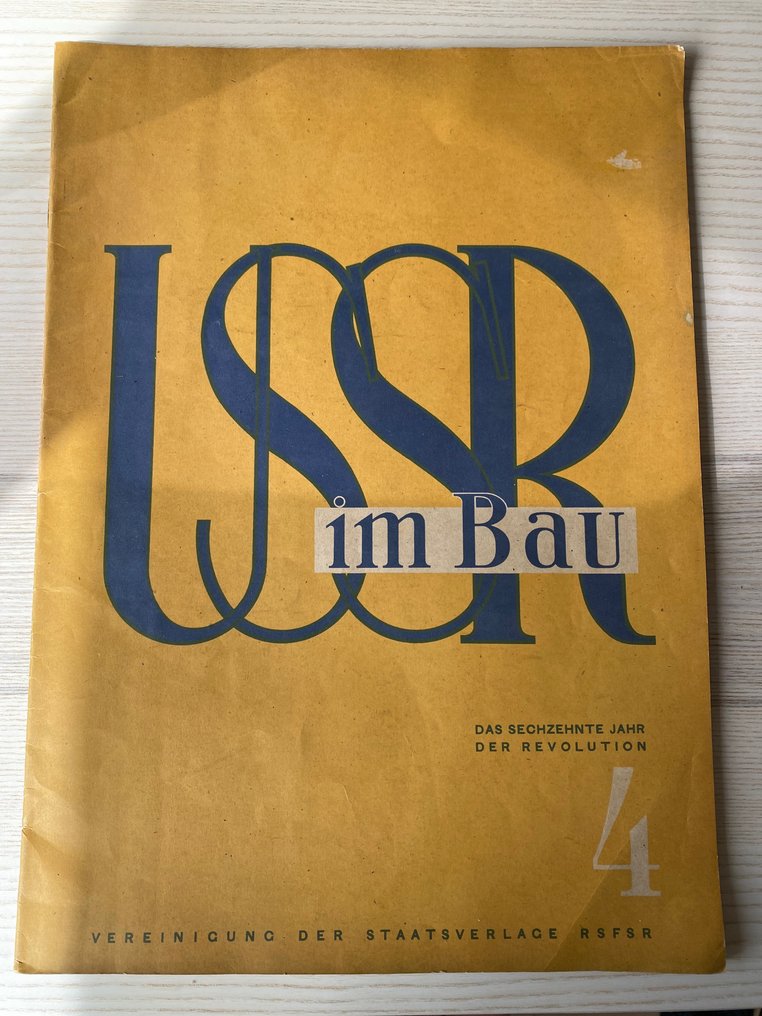 USSR
im Bau
DAS SECHZEHNTE JAHR
DER REVOLUTION
4
VEREINIGUNG DER STAATSVERLAGE RSFSR